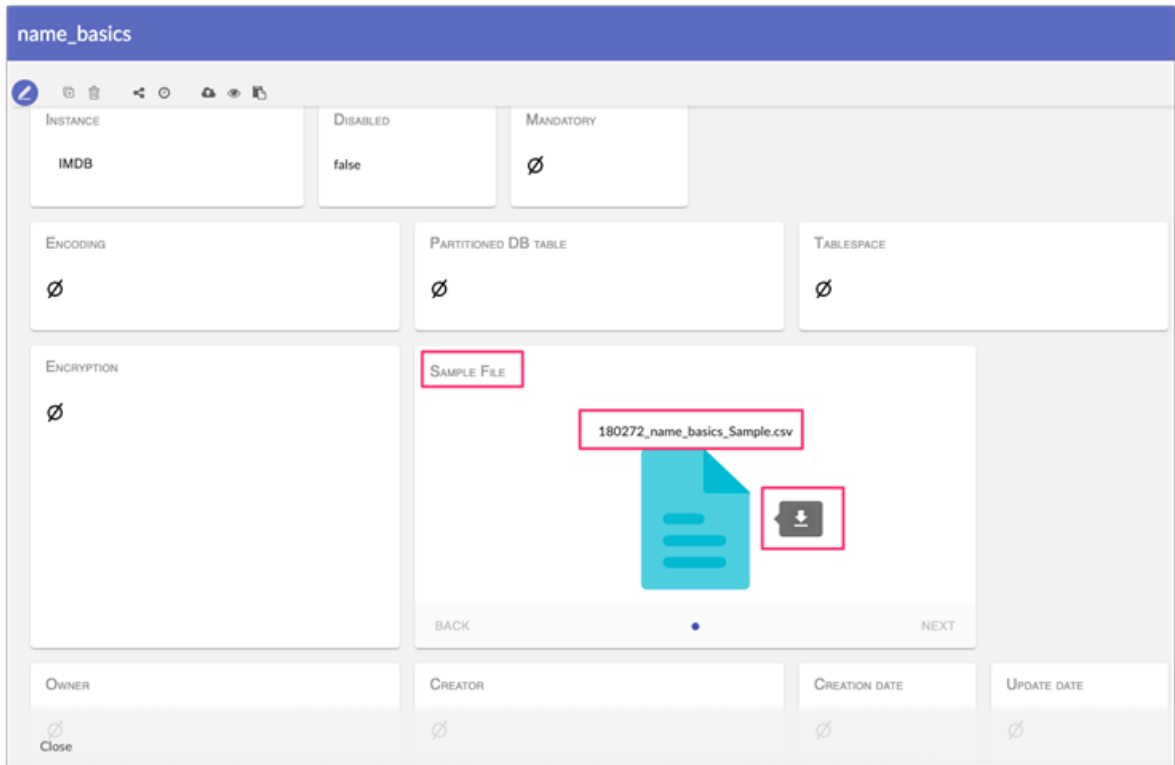 name_basics
Instance
Disabled
Mandatory
IMDB
false
Ø
Encoding
Partitioned DB table
Tablespace
Ø
Ø
Ø
Encryption
Sample File
Ø
180272_name_basics_Sample.csv
BACK
NEXT
Owner
Creator
Creation date
Update date
Ø
Ø
Ø
Ø
Close